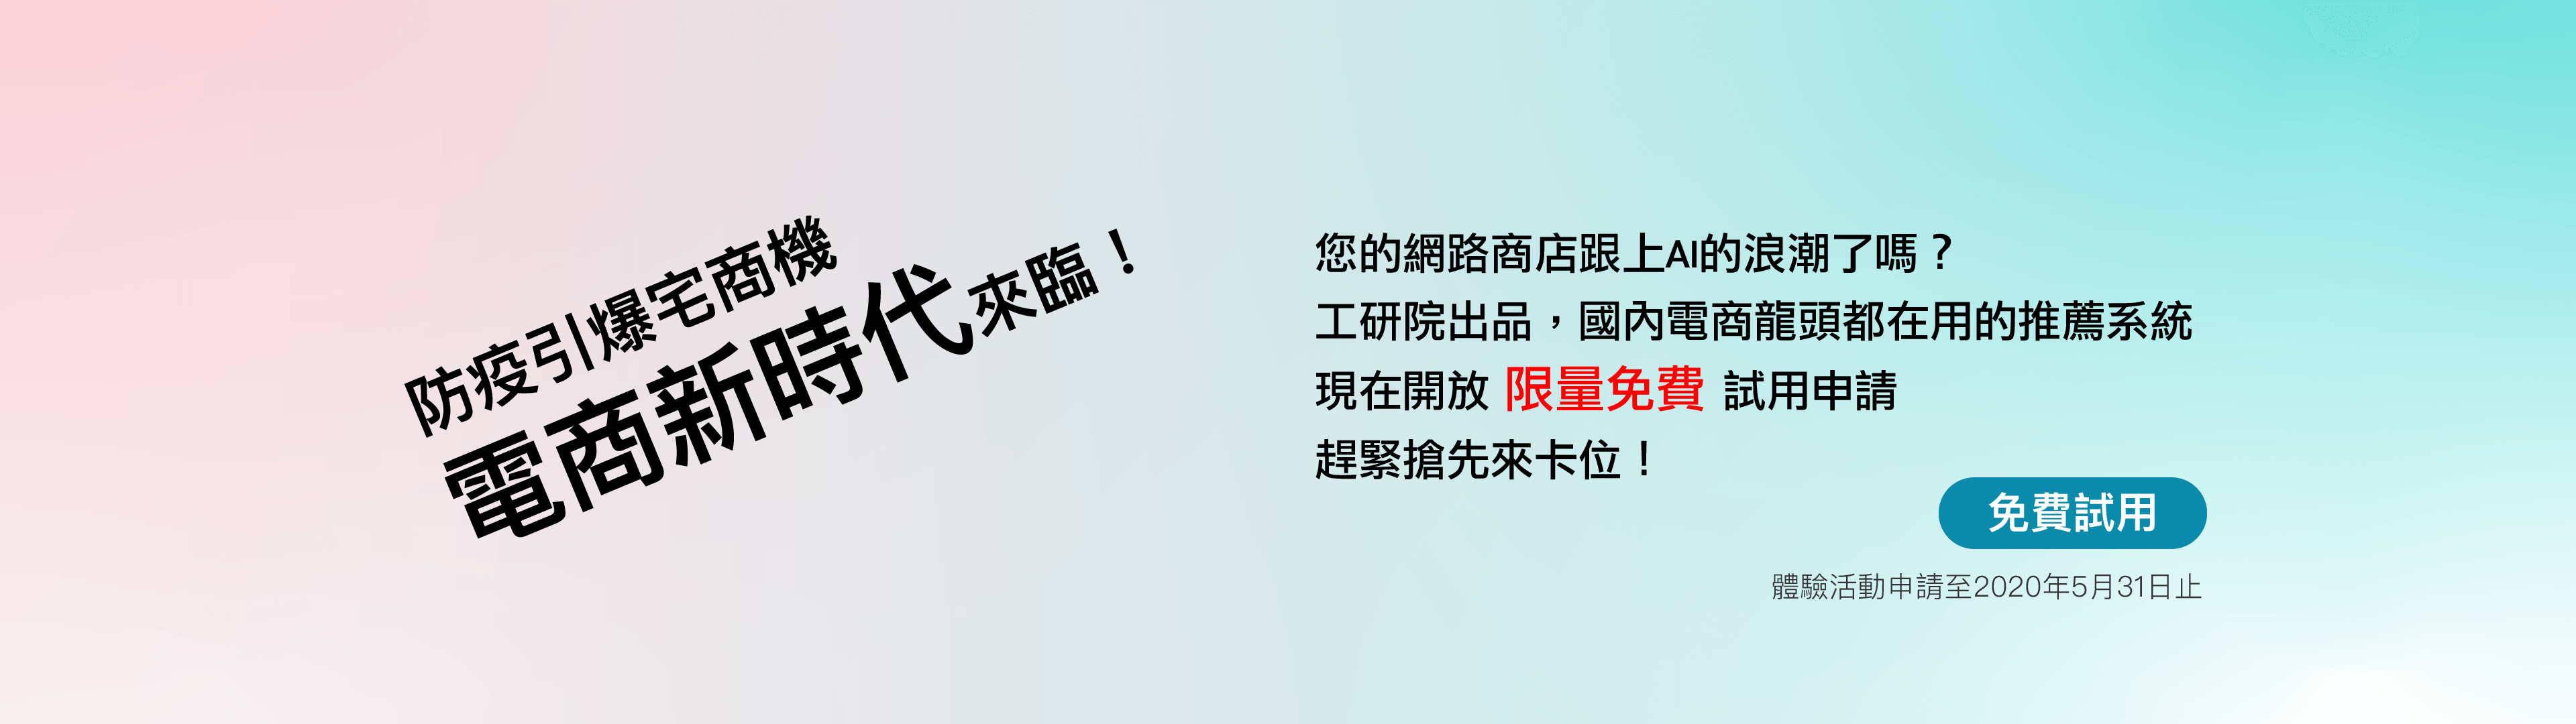 防疫引爆宅商機
電商新時代來臨！
您的網路商店跟上AI的浪潮了嗎？
工研院出品，國內電商龍頭都在用的推薦系統
現在開放 限量免費 試用申請
趕緊搶先來卡位！
免費試用
體驗活動申請至2020年5月31日止